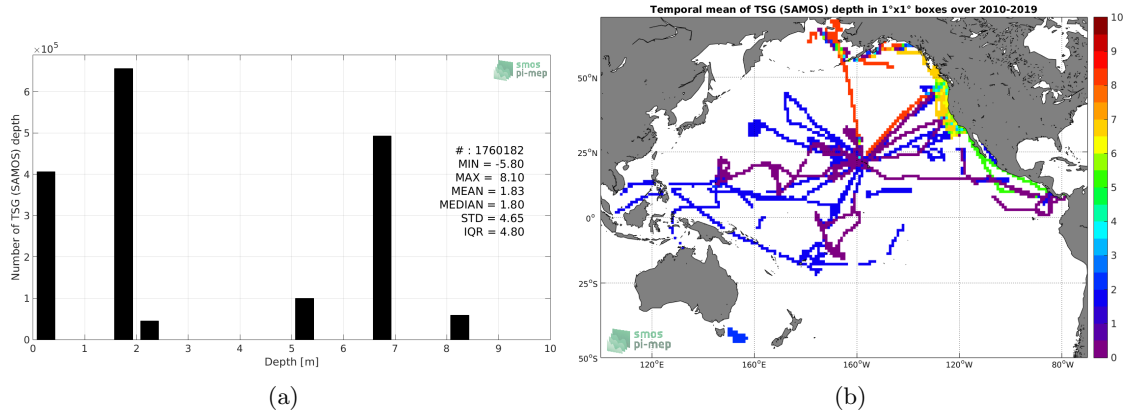 ×10⁵
6
5
4
3
2
1
0
Number of TSG (SAMOS) depth
0 1 2 3 4 5 6 7 8 9 10
Depth [m]
smos
pi-mep
# : 1760182
MIN = -5.80
MAX = 8.10
MEAN = 1.83
MEDIAN = 1.80
STD = 4.65
IQR = 4.80
(a)
Temporal mean of TSG (SAMOS) depth in 1°x1° boxes over 2010-2019
50°N
25°N
0°
25°S
50°S
120°E 160°E 160°W 120°W 80°W
smos
pi-mep
10
9
8
7
6
5
4
3
2
1
0
(b)